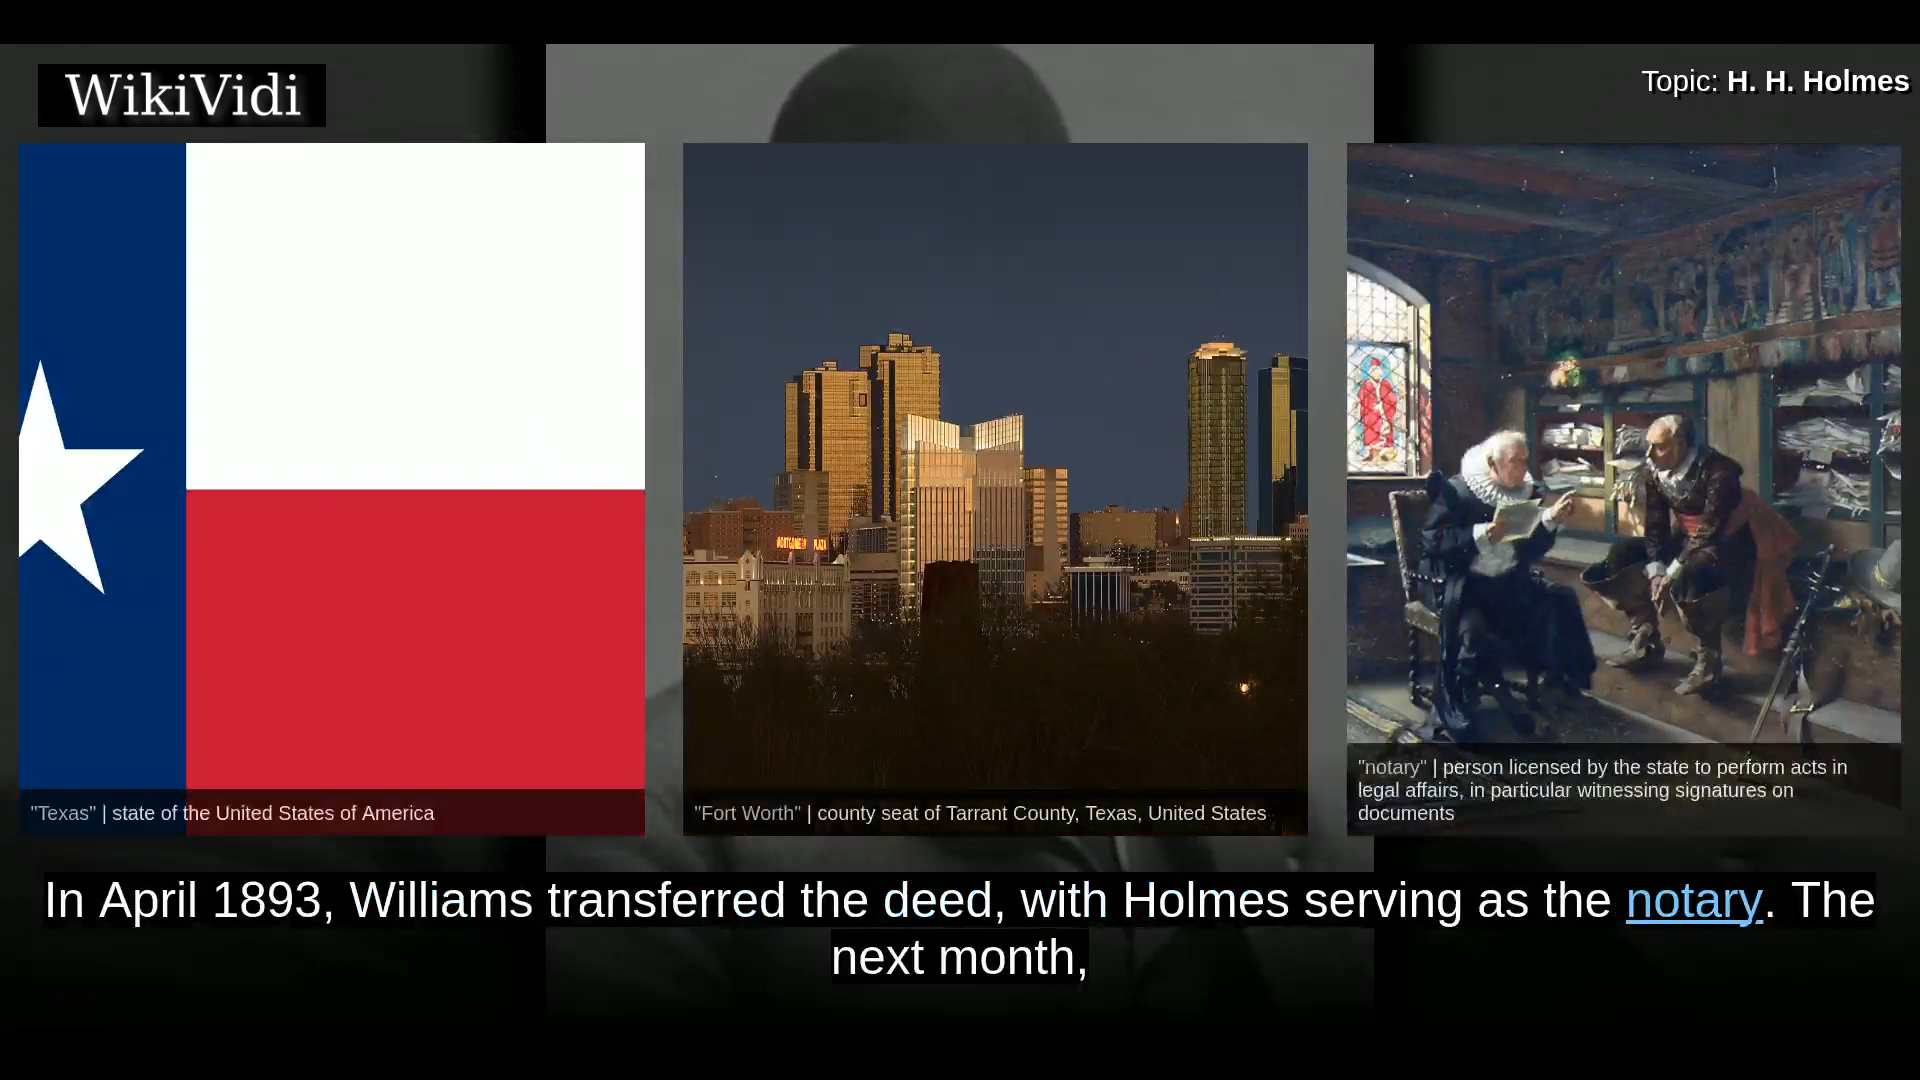 WikiVidi
Topic: H. H. Holmes
MONTGOMERY PLAZA
"Texas" | state of the United States of America
"Fort Worth" | county seat of Tarrant County, Texas, United States
"notary" | person licensed by the state to perform acts in
legal affairs, in particular witnessing signatures on
documents
In April 1893, Williams transferred the deed, with Holmes serving as the notary. The
next month,